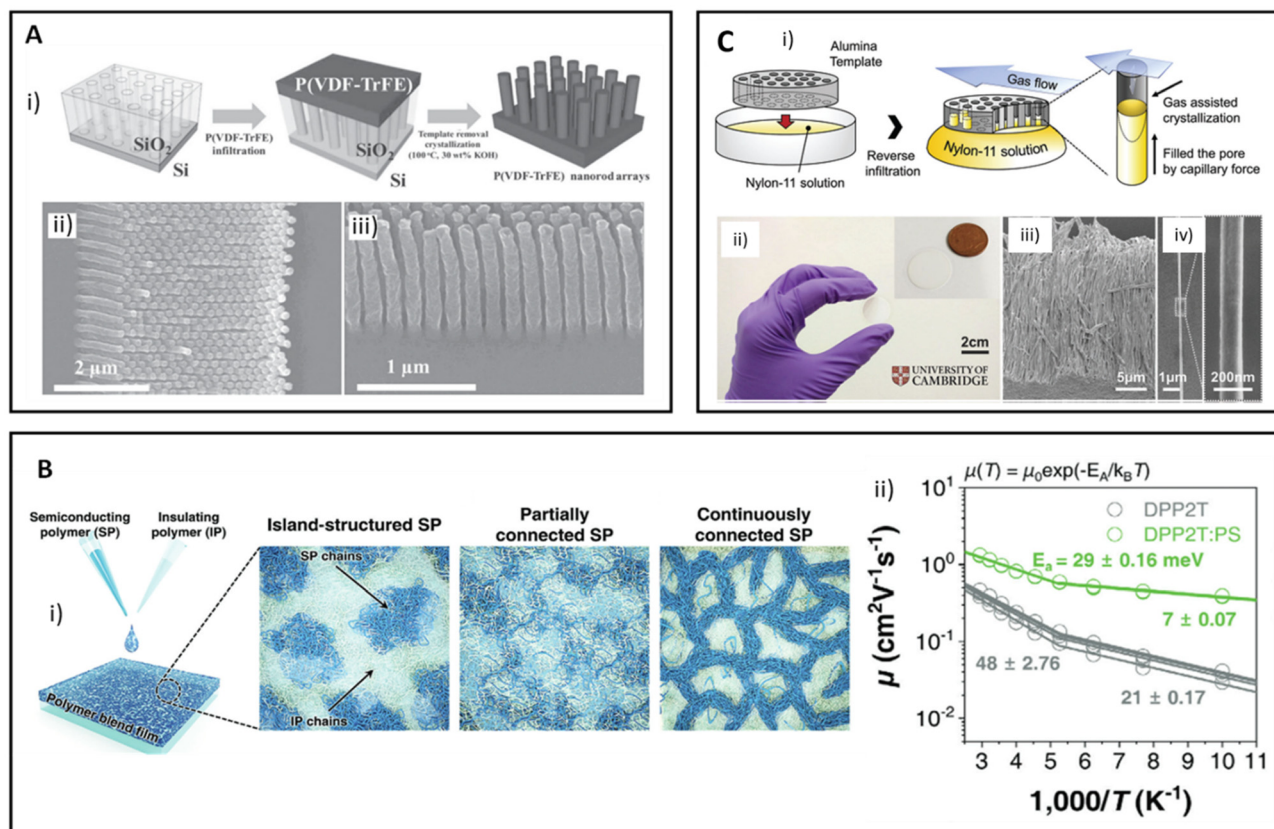 A
i)
SiO2
Si
P(VDF-TrFE)
infiltration
P(VDF-TrFE)
SiO2
Si
Template removal
crystallization
(100 °C, 30 wt% KOH)
P(VDF-TrFE) nanorod arrays
ii)
2 µm
iii)
1 µm
C
i)
Alumina
Template
Nylon-11 solution
Reverse
infiltration
Gas flow
Nylon-11 solution
Gas assisted
crystallization
Filled the pore
by capillary force
ii)
2cm
UNIVERSITY OF
CAMBRIDGE
iii)
5µm
iv)
1µm
200nm
B
i)
Semiconducting
polymer (SP)
Insulating
polymer (IP)
Polymer blend film
Island-structured SP
SP chains
IP chains
Partially
connected SP
Continuously
connected SP
ii)
µ(T) = µ0exp(-EA/kBT)
DPP2T
DPP2T:PS
Ea = 29 ± 0.16 meV
7 ± 0.07
48 ± 2.76
21 ± 0.17
µ (cm2V-1s-1)
10^1
10^0
10^-1
10^-2
3 4 5 6 7 8 9 10 11
1,000/T (K-1)